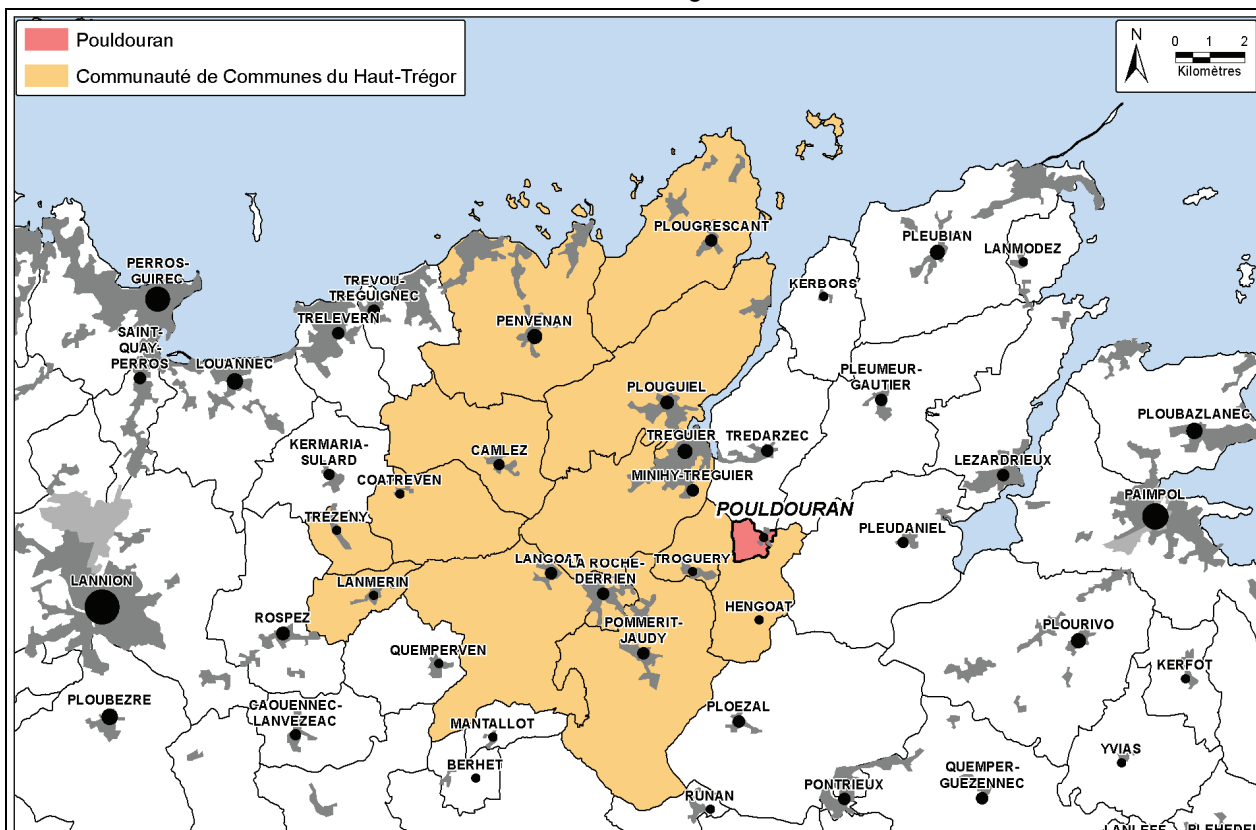 Pouldouran
Communauté de Communes du Haut-Trégor
N
0 1 2
Kilomètres
PLOUGRESCANT
PLEUBIAN
LANMODEZ
PERROS-
GUIREC
TREVOU-
TREGUIGNEC
KERBORS
TRELEVERN
PENVENAN
SAINT-
QUAY-
PERROS
LOUANNEC
PLEUMEUR-
GAUTIER
PLOUGUIEL
PLOUBAZLANEC
KERMARIA-
SULARD
CAMLEZ
TREGUIER
TREDARZEC
COATREVEN
MINIHY-TREGUIER
LEZARDRIEUX
PAIMPOL
TREZENY
POULDOURAN
PLEUDANIEL
LANNION
LANMERIN
LANGOAT
LA ROCHE-
DERRIEN
TROGUERY
HENGOAT
ROSPEZ
POMMERIT-
JAUDY
PLOURIVO
QUEMPERVEN
KERFOT
PLOUBEZRE
CAOUENNEC-
LANVEZEAC
MANTALLOT
PLOEZAL
YVIAS
BERHET
RUNAN
PONTRIEUX
QUEMPER-
GUEZENNEC